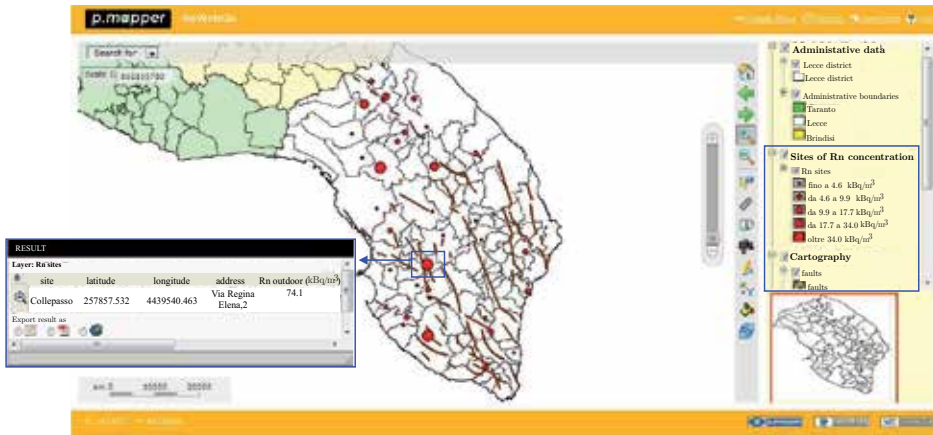 p.mapper
Search for
Administative data
Lecce district
Lecce district
Administrative boundaries
Taranto
Lecce
Brindisi
Sites of Rn concentration
Rn sites
fino a 4.6 kBq/m3
da 4.6 a 9.9 kBq/m3
da 9.9 a 17.7 kBq/m3
da 17.7 a 34.0 kBq/m3
oltre 34.0 kBq/m3
Cartography
faults
faults
RESULT
Layer: Rn sites
site latitude longitude address Rn outdoor (kBq/m3)
Collepasso 257857.532 4439540.463 Via Regina Elena,2 74.1
Export result as